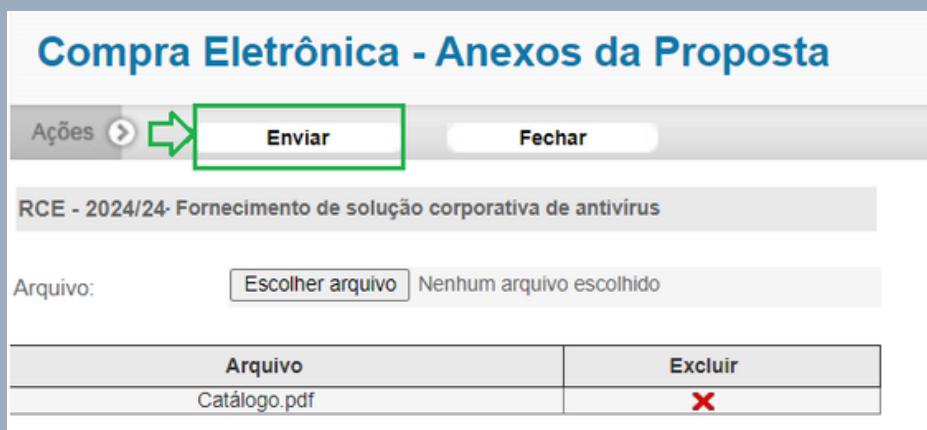 Compra Eletrônica - Anexos da Proposta
Ações Enviar Fechar
RCE - 2024/24- Fornecimento de solução corporativa de antivírus
Arquivo: Escolher arquivo Nenhum arquivo escolhido
Arquivo Excluir
Catálogo.pdf